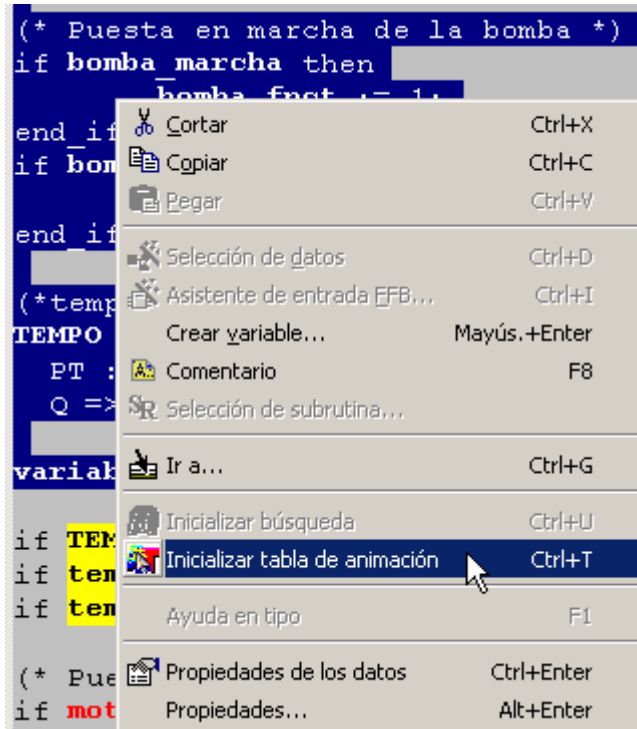 (* Puesta en marcha de la bomba *)
if bomba_marcha then
bomba_fnct := 1;
end_if
if bom
end_if
(*temp
TEMPO
PT :
Q =>
variab
if TEM
if tem
if tem
(* Pue
if mot
Cortar Ctrl+X
Copiar Ctrl+C
Pegar Ctrl+V
Selección de datos Ctrl+D
Asistente de entrada FFB... Ctrl+I
Crear variable... Mayús.+Enter
Comentario F8
Selección de subrutina...
Ir a... Ctrl+G
Inicializar búsqueda Ctrl+U
Inicializar tabla de animación Ctrl+T
Ayuda en tipo F1
Propiedades de los datos Ctrl+Enter
Propiedades... Alt+Enter